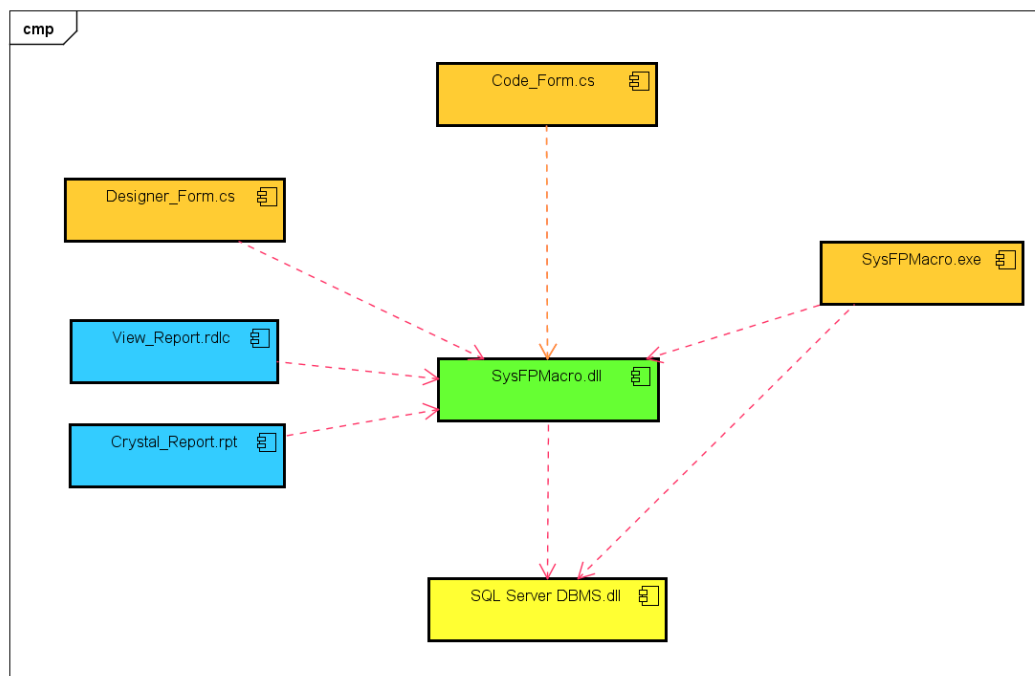 cmp
Code_Form.cs
Designer_Form.cs
SysFPMacro.exe
View_Report.rdlc
SysFPMacro.dll
Crystal_Report.rpt
SQL Server DBMS.dll